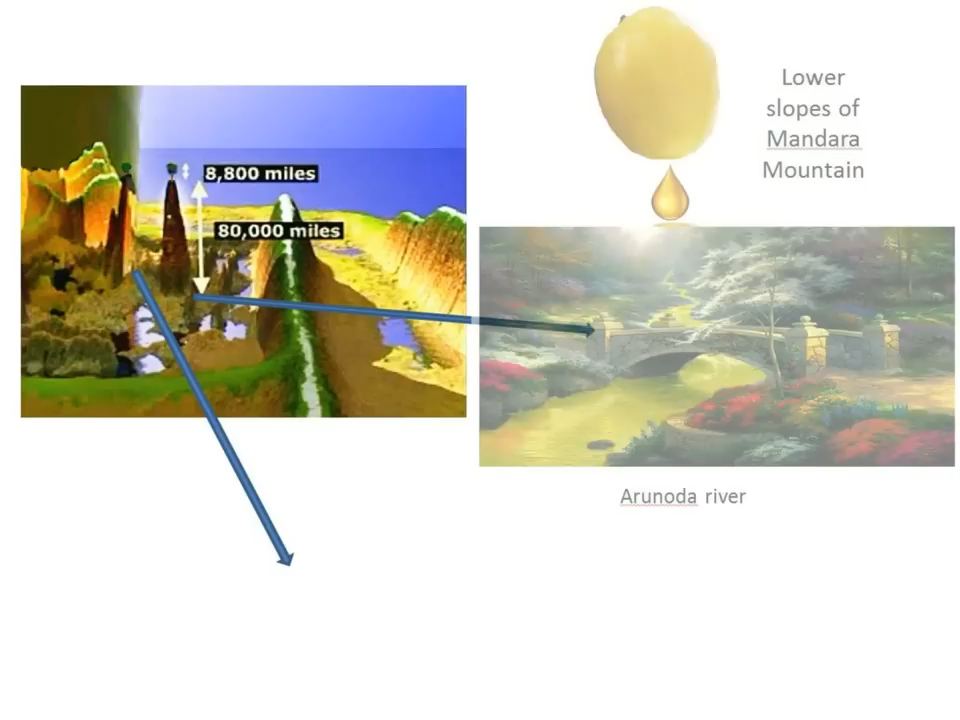 Lower
slopes of
Mandara
Mountain
8,800 miles
80,000 miles
Arunoda river